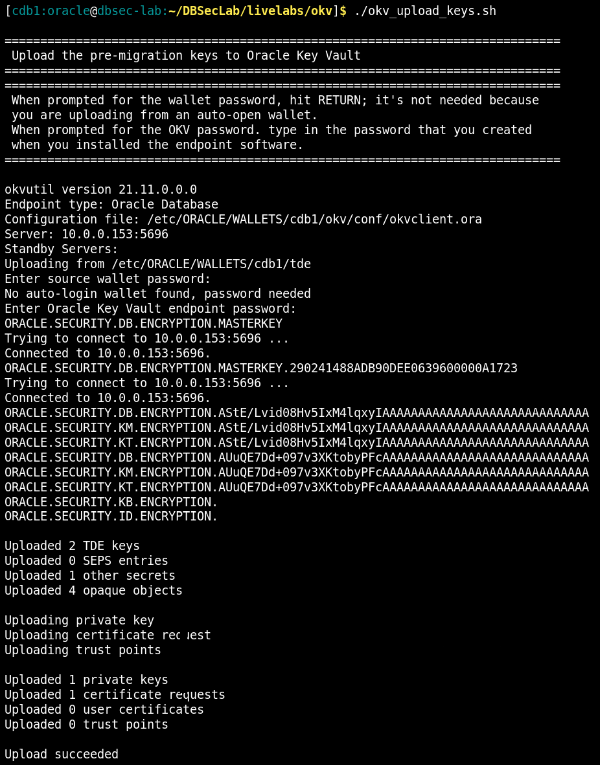 [cdb1:oracle@dbsec-lab:~/DBSecLab/livelabs/okv]$ ./okv_upload_keys.sh
==============================================================================
Upload the pre-migration keys to Oracle Key Vault
==============================================================================
==============================================================================
When prompted for the wallet password, hit RETURN; it's not needed because
you are uploading from an auto-open wallet.
When prompted for the OKV password. type in the password that you created
when you installed the endpoint software.
==============================================================================
okvutil version 21.11.0.0.0
Endpoint type: Oracle Database
Configuration file: /etc/ORACLE/WALLETS/cdb1/okv/conf/okvclient.ora
Server: 10.0.0.153:5696
Standby Servers:
Uploading from /etc/ORACLE/WALLETS/cdb1/tde
Enter source wallet password:
No auto-login wallet found, password needed
Enter Oracle Key Vault endpoint password:
ORACLE.SECURITY.DB.ENCRYPTION.MASTERKEY
Trying to connect to 10.0.0.153:5696 ...
Connected to 10.0.0.153:5696.
ORACLE.SECURITY.DB.ENCRYPTION.MASTERKEY.290241488ADB90DEE0639600000A1723
Trying to connect to 10.0.0.153:5696 ...
Connected to 10.0.0.153:5696.
ORACLE.SECURITY.DB.ENCRYPTION.AStE/Lvid08Hv5IxM4lqxyIAAAAAAAAAAAAAAAAAAAAAAAAAAAAA
ORACLE.SECURITY.KM.ENCRYPTION.AStE/Lvid08Hv5IxM4lqxyIAAAAAAAAAAAAAAAAAAAAAAAAAAAAA
ORACLE.SECURITY.KT.ENCRYPTION.AStE/Lvid08Hv5IxM4lqxyIAAAAAAAAAAAAAAAAAAAAAAAAAAAAA
ORACLE.SECURITY.DB.ENCRYPTION.AUuQE7Dd+097v3XKtobyPFcAAAAAAAAAAAAAAAAAAAAAAAAAAAAA
ORACLE.SECURITY.KM.ENCRYPTION.AUuQE7Dd+097v3XKtobyPFcAAAAAAAAAAAAAAAAAAAAAAAAAAAAA
ORACLE.SECURITY.KT.ENCRYPTION.AUuQE7Dd+097v3XKtobyPFcAAAAAAAAAAAAAAAAAAAAAAAAAAAAA
ORACLE.SECURITY.KB.ENCRYPTION.
ORACLE.SECURITY.ID.ENCRYPTION.
Uploaded 2 TDE keys
Uploaded 0 SEPS entries
Uploaded 1 other secrets
Uploaded 4 opaque objects
Uploading private key
Uploading certificate request
Uploading trust points
Uploaded 1 private keys
Uploaded 1 certificate requests
Uploaded 0 user certificates
Uploaded 0 trust points
Upload succeeded